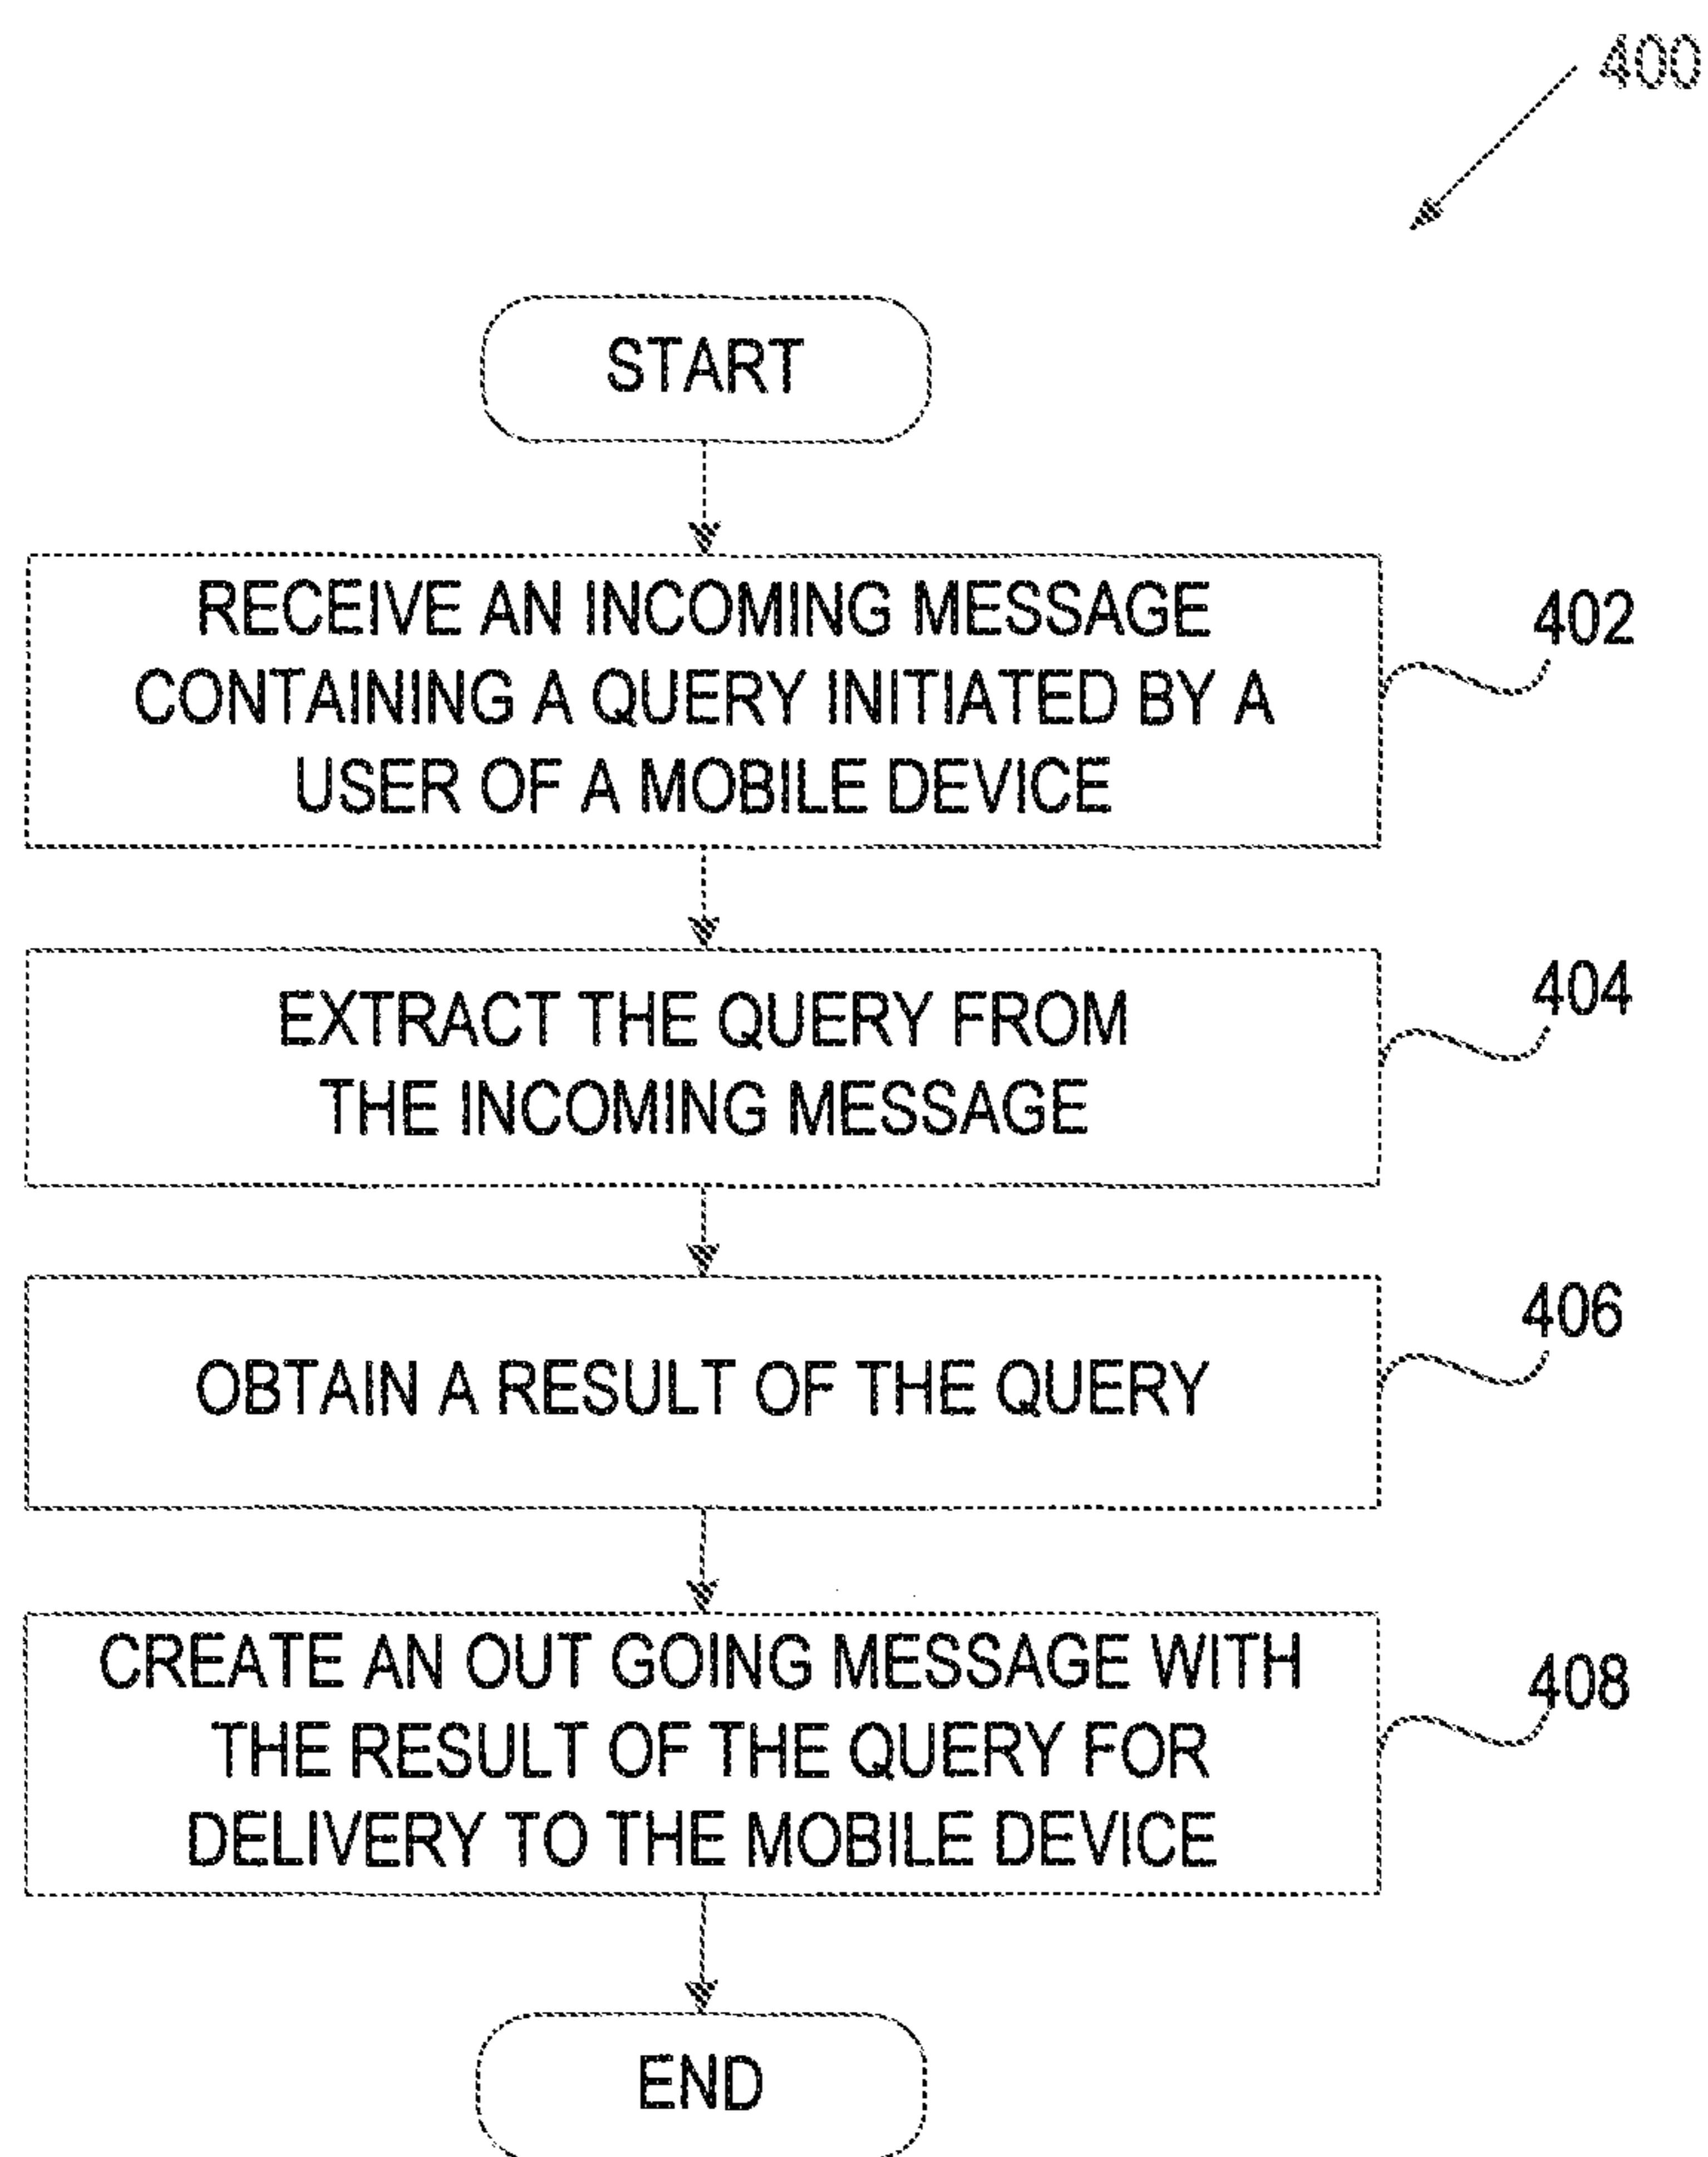 400
START
RECEIVE AN INCOMING MESSAGE
CONTAINING A QUERY INITIATED BY A
USER OF A MOBILE DEVICE
402
EXTRACT THE QUERY FROM
THE INCOMING MESSAGE
404
OBTAIN A RESULT OF THE QUERY
406
CREATE AN OUT GOING MESSAGE WITH
THE RESULT OF THE QUERY FOR
DELIVERY TO THE MOBILE DEVICE
408
END